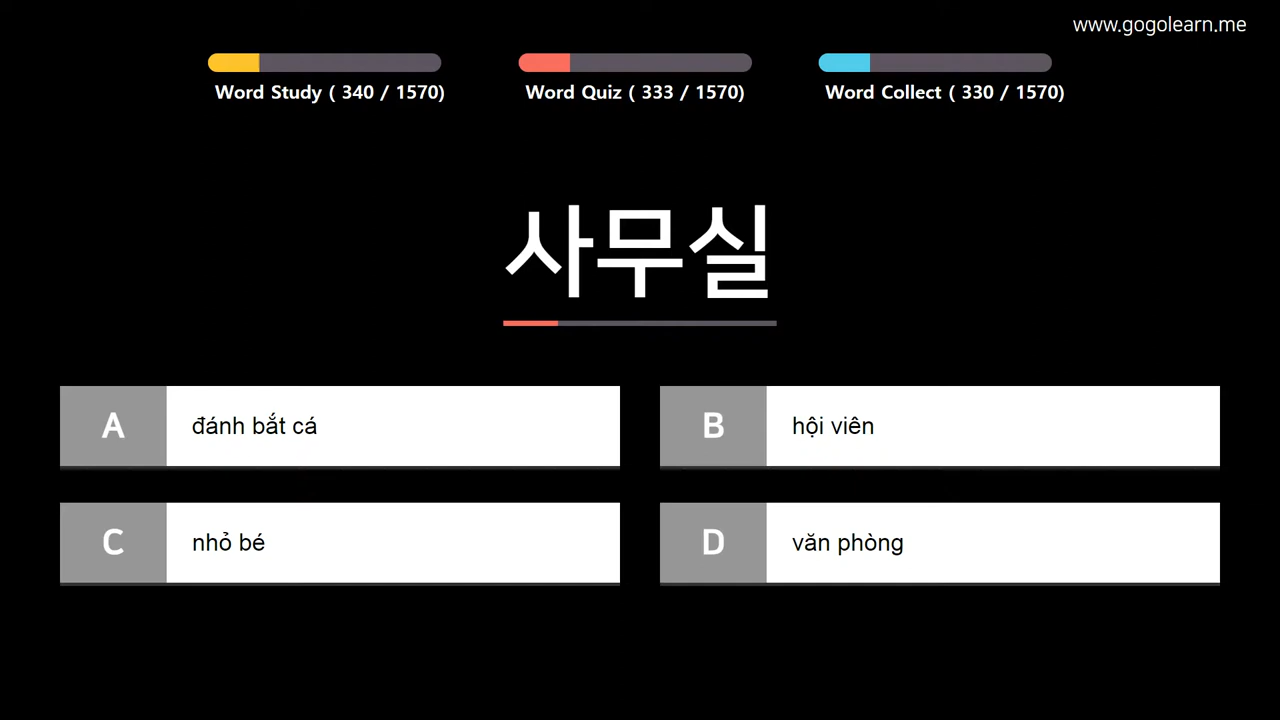 www.gogolearn.me
Word Study ( 340 / 1570)
Word Quiz ( 333 / 1570)
Word Collect ( 330 / 1570)
사무실
A
đánh bắt cá
B
hội viên
C
nhỏ bé
D
văn phòng